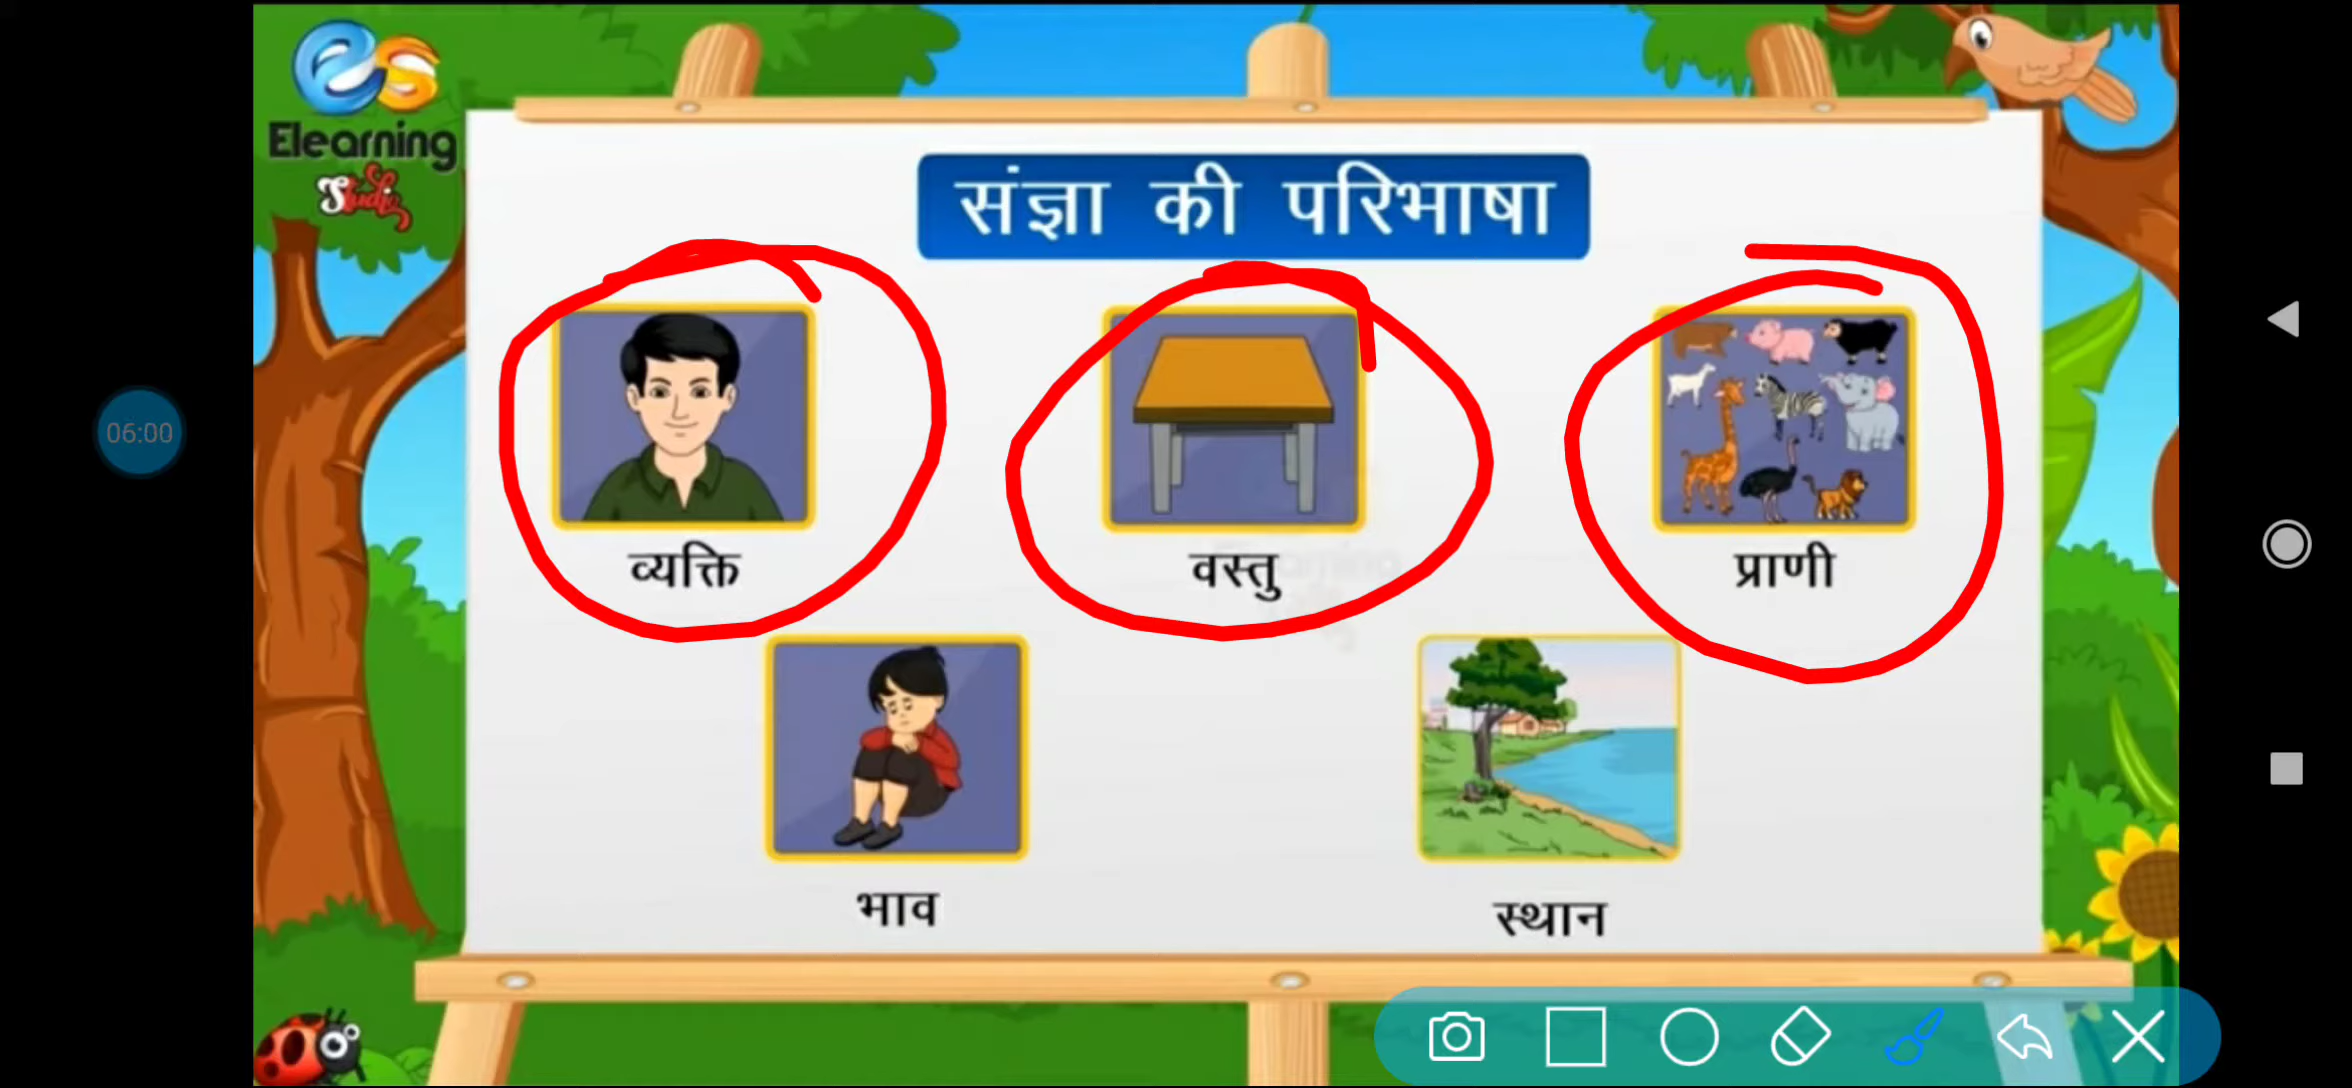 Elearning
Studio
संज्ञा की परिभाषा
06:00
व्यक्ति
वस्तु
प्राणी
भाव
स्थान